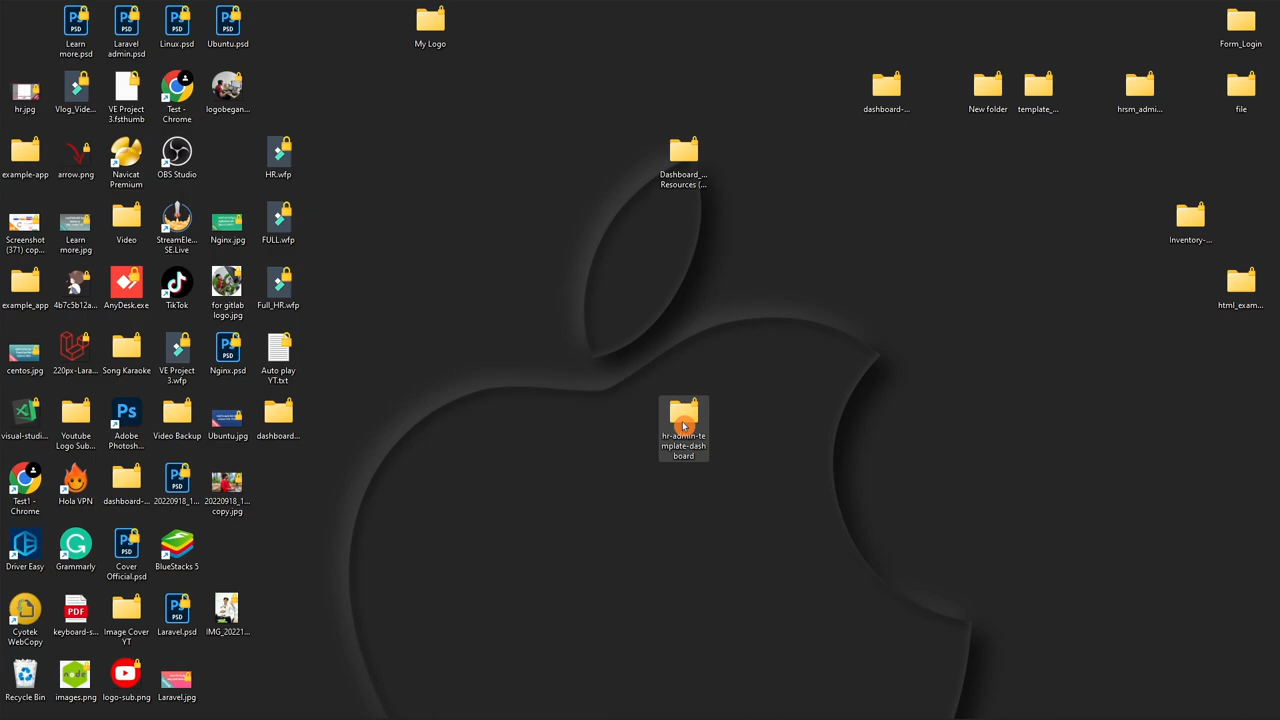 Learn
more.psd
Laravel
admin.psd
Linux.psd
Ubuntu.psd
My Logo
Form_Login
hr.jpg
Vlog_Vide...
VE Project
3.fsthumb
Test -
Chrome
logobegan...
dashboard-...
New folder
template_...
hrsm_admi...
file
example-app
arrow.png
Navicat
Premium
OBS Studio
HR.wfp
Dashboard_...
Resources (...
Screenshot
(371) cop...
Learn
more.jpg
Video
StreamEle...
SE.Live
Nginx.jpg
FULL.wfp
Inventory-...
example_app
4b7c5b12a...
AnyDesk.exe
TikTok
for gitlab
logo.jpg
Full_HR.wfp
html_exam...
centos.jpg
220px-Lara...
Song Karaoke
VE Project
3.wfp
Nginx.psd
Auto play
YT.txt
visual-studi...
Youtube
Logo Sub...
Adobe
Photosh...
Video Backup
Ubuntu.jpg
dashboard...
hr-admin-te
mplate-dash
board
Test1 -
Chrome
Hola VPN
dashboard-...
20220918_1...
20220918_1...
copy.jpg
Driver Easy
Grammarly
Cover
Official.psd
BlueStacks 5
Cyotek
WebCopy
keyboard-s...
Image Cover
YT
Laravel.psd
IMG_20221...
Recycle Bin
images.png
logo-sub.png
Laravel.jpg